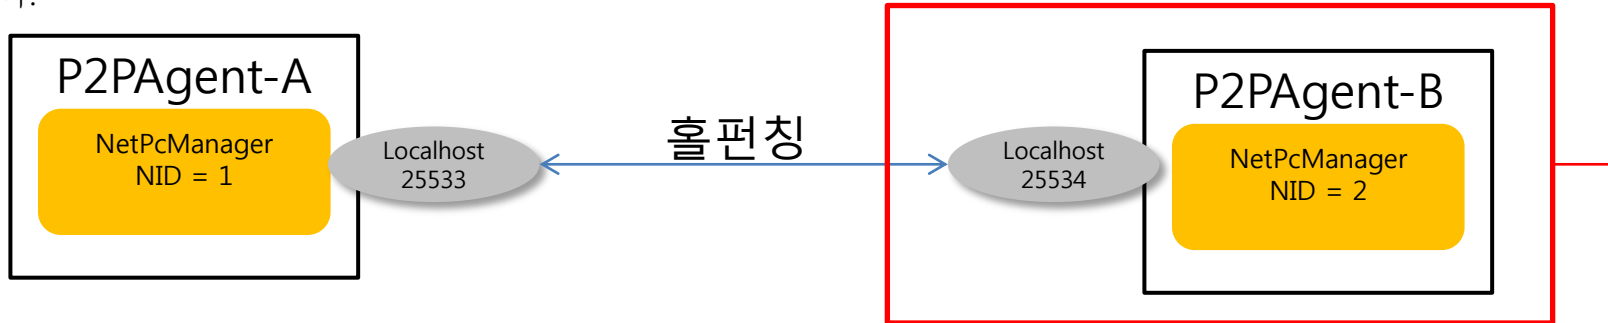 P2PAgent-A
NetPcManager
NID = 1
Localhost
25533
홀펀칭
Localhost
25534
P2PAgent-B
NetPcManager
NID = 2